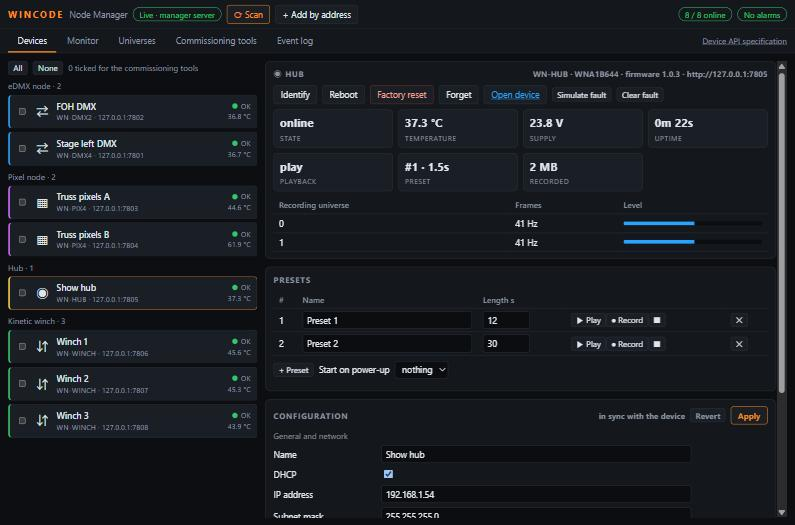 WINCODE Node Manager Live · manager server Scan + Add by address 8 / 8 online No alarms
Devices Monitor Universes Commissioning tools Event log Device API specification
All None 0 ticked for the commissioning tools
eDMX node · 2
FOH DMX OK
WN-DMX2 · 127.0.0.1:7802 36.8 °C
Stage left DMX OK
WN-DMX4 · 127.0.0.1:7801 36.7 °C
Pixel node · 2
Truss pixels A OK
WN-PIX4 · 127.0.0.1:7803 44.6 °C
Truss pixels B OK
WN-PIX4 · 127.0.0.1:7804 61.9 °C
Hub · 1
Show hub OK
WN-HUB · 127.0.0.1:7805 37.3 °C
Kinetic winch · 3
Winch 1 OK
WN-WINCH · 127.0.0.1:7806 45.6 °C
Winch 2 OK
WN-WINCH · 127.0.0.1:7807 45.3 °C
Winch 3 OK
WN-WINCH · 127.0.0.1:7808 43.9 °C
HUB WN-HUB · WNA1B644 · firmware 1.0.3 · http://127.0.0.1:7805
Identify Reboot Factory reset Forget Open device Simulate fault Clear fault
online 37.3 °C 23.8 V 0m 22s
STATE TEMPERATURE SUPPLY UPTIME
play #1 · 1.5s 2 MB
PLAYBACK PRESET RECORDED
Recording universe Frames Level
0 41 Hz
1 41 Hz
PRESETS
# Name Length s
1 Preset 1 12 Play Record
2 Preset 2 30 Play Record
+ Preset Start on power-up nothing
CONFIGURATION in sync with the device Revert Apply
General and network
Name Show hub
DHCP
IP address 192.168.1.54
Subnet mask 255.255.255.0